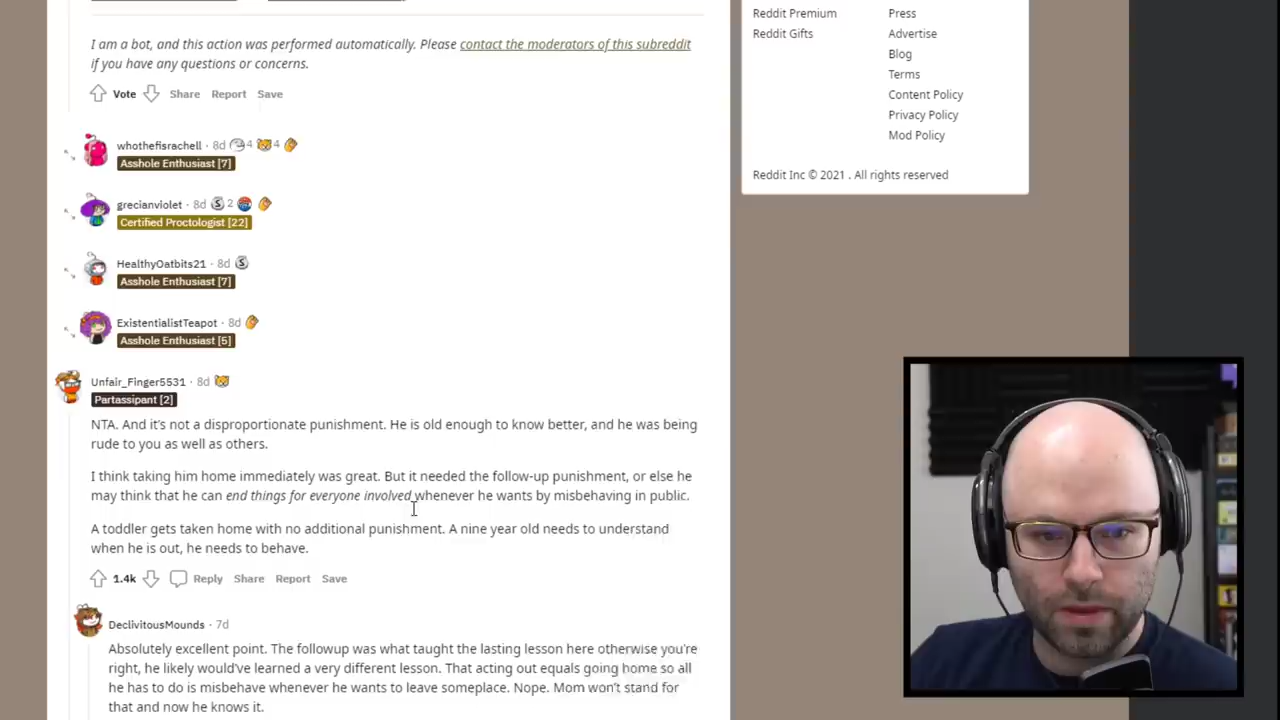 Reddit Premium
Press
Reddit Gifts
Advertise
Blog
Terms
Content Policy
Privacy Policy
Mod Policy
Reddit Inc © 2021 . All rights reserved
I am a bot, and this action was performed automatically. Please contact the moderators of this subreddit
if you have any questions or concerns.
Vote Share Report Save
whothefisrachell · 8d 4 4
Asshole Enthusiast [7]
grecianviolet · 8d S 2
Certified Proctologist [22]
HealthyOatbits21 · 8d S
Asshole Enthusiast [7]
ExistentialistTeapot · 8d
Asshole Enthusiast [5]
Unfair_Finger5531 · 8d
Partassipant [2]
NTA. And it's not a disproportionate punishment. He is old enough to know better, and he was being
rude to you as well as others.
I think taking him home immediately was great. But it needed the follow-up punishment, or else he
may think that he can end things for everyone involved whenever he wants by misbehaving in public.
A toddler gets taken home with no additional punishment. A nine year old needs to understand
when he is out, he needs to behave.
1.4k Reply Share Report Save
DeclivitousMounds · 7d
Absolutely excellent point. The followup was what taught the lasting lesson here otherwise you're
right, he likely would've learned a very different lesson. That acting out equals going home so all
he has to do is misbehave whenever he wants to leave someplace. Nope. Mom won't stand for
that and now he knows it.